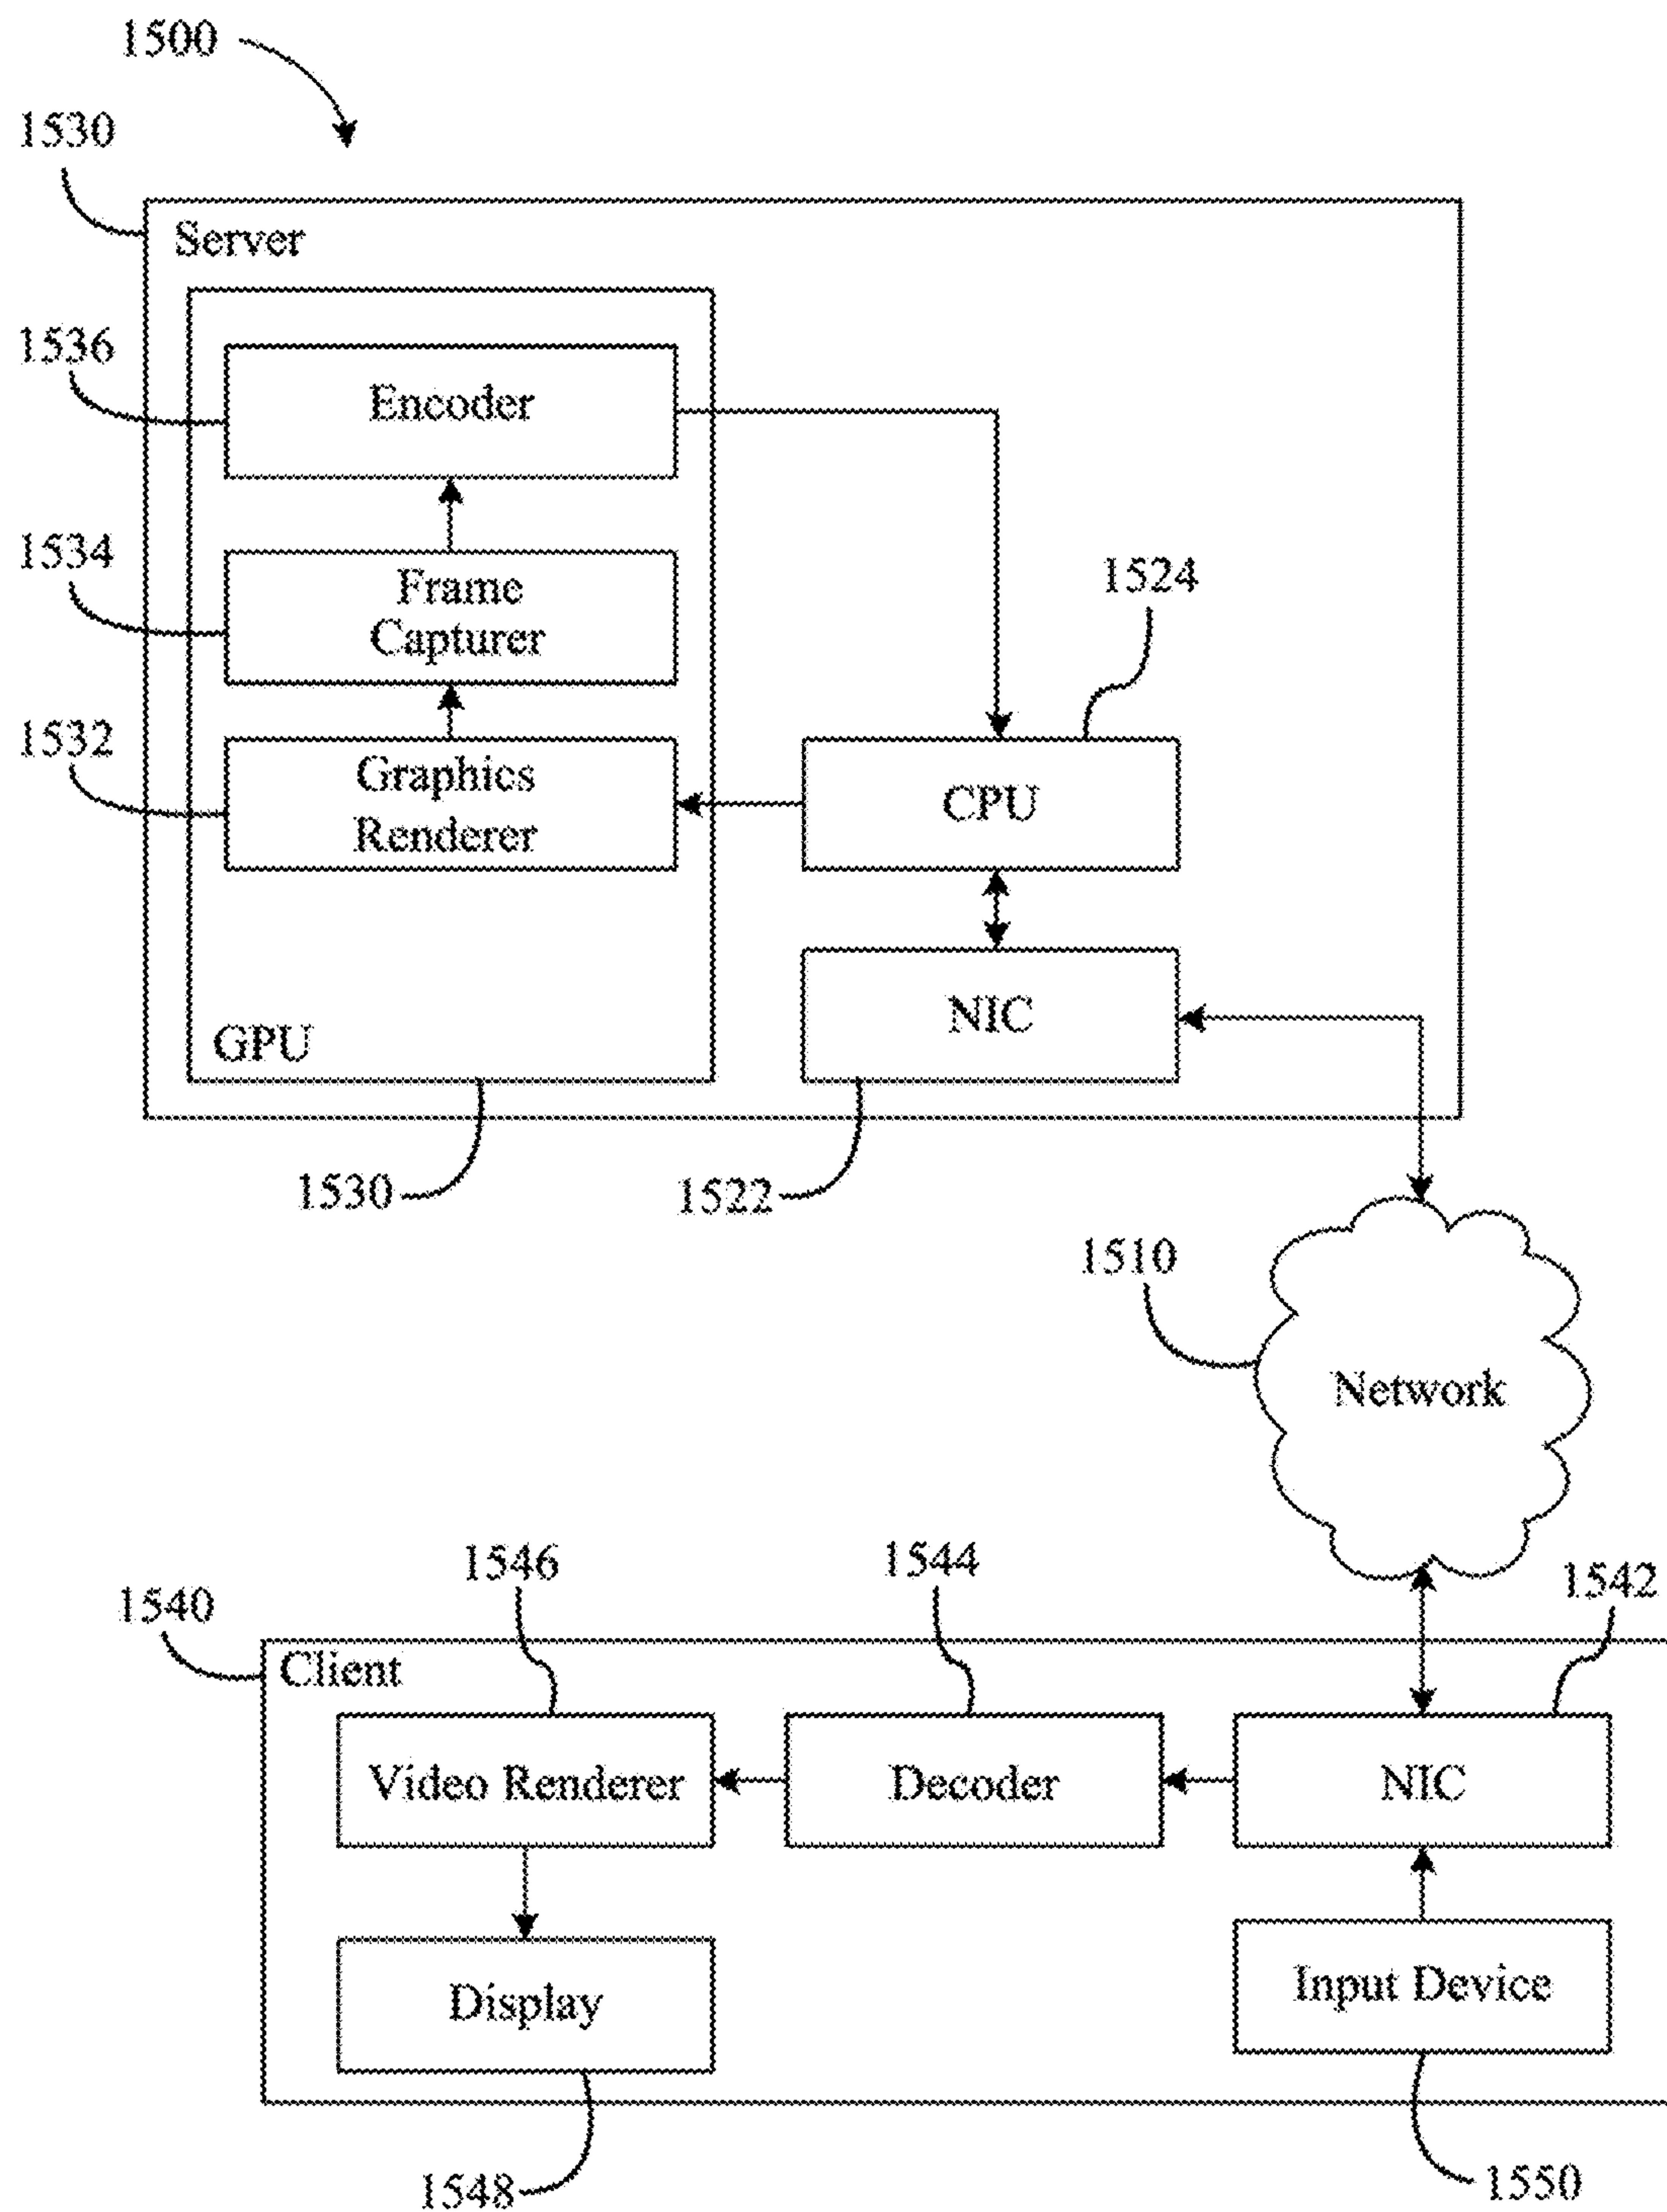 1500
1530
Server
1536
Encoder
1534
Frame
Capturer
1524
1532
Graphics
Renderer
CPU
NIC
GPU
1530
1522
1510
Network
1546
1544
1542
1540
Client
Video Renderer
Decoder
NIC
Display
Input Device
1548
1550